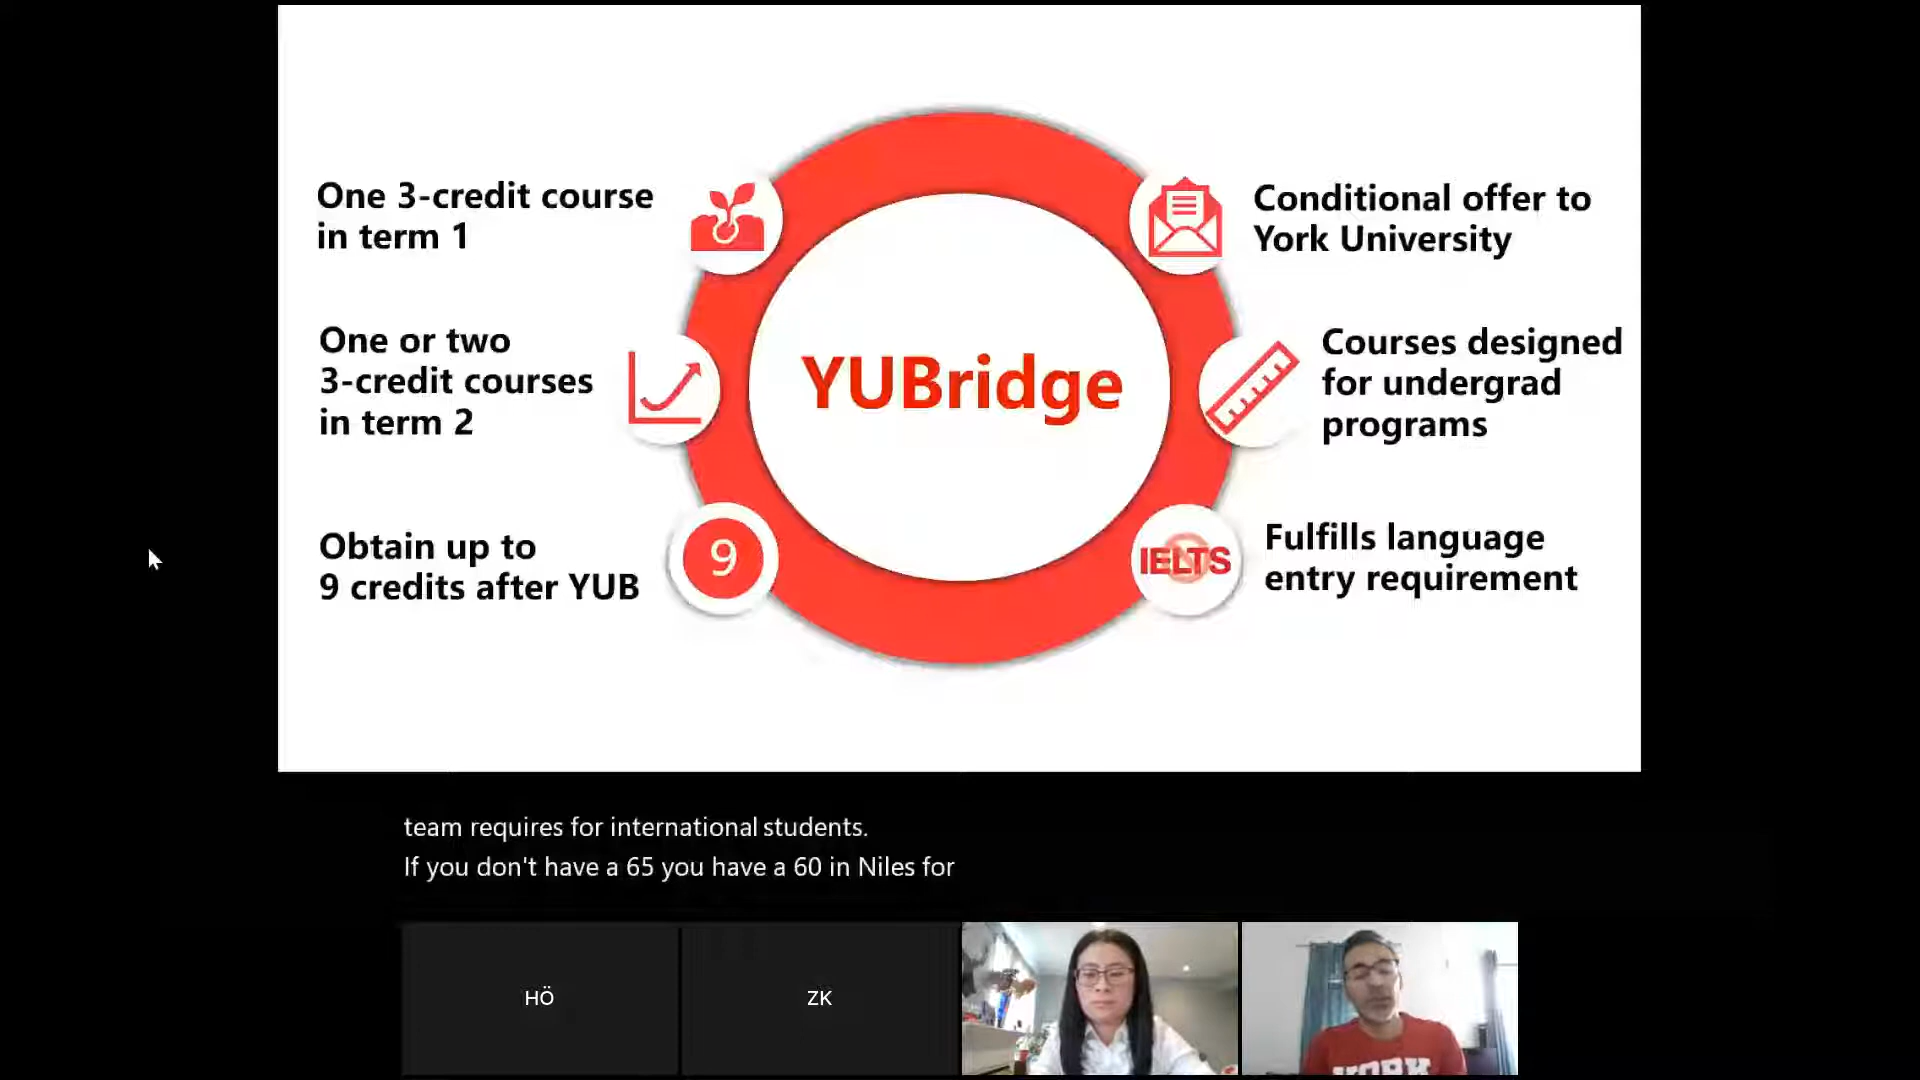 One 3-credit course
in term 1
One or two
3-credit courses
in term 2
Obtain up to
9 credits after YUB
9
YUBridge
Conditional offer to
York University
Courses designed
for undergrad
programs
IELTS
Fulfills language
entry requirement
team requires for international students.
If you don't have a 65 you have a 60 in Niles for
HÖ
ZK
YORK